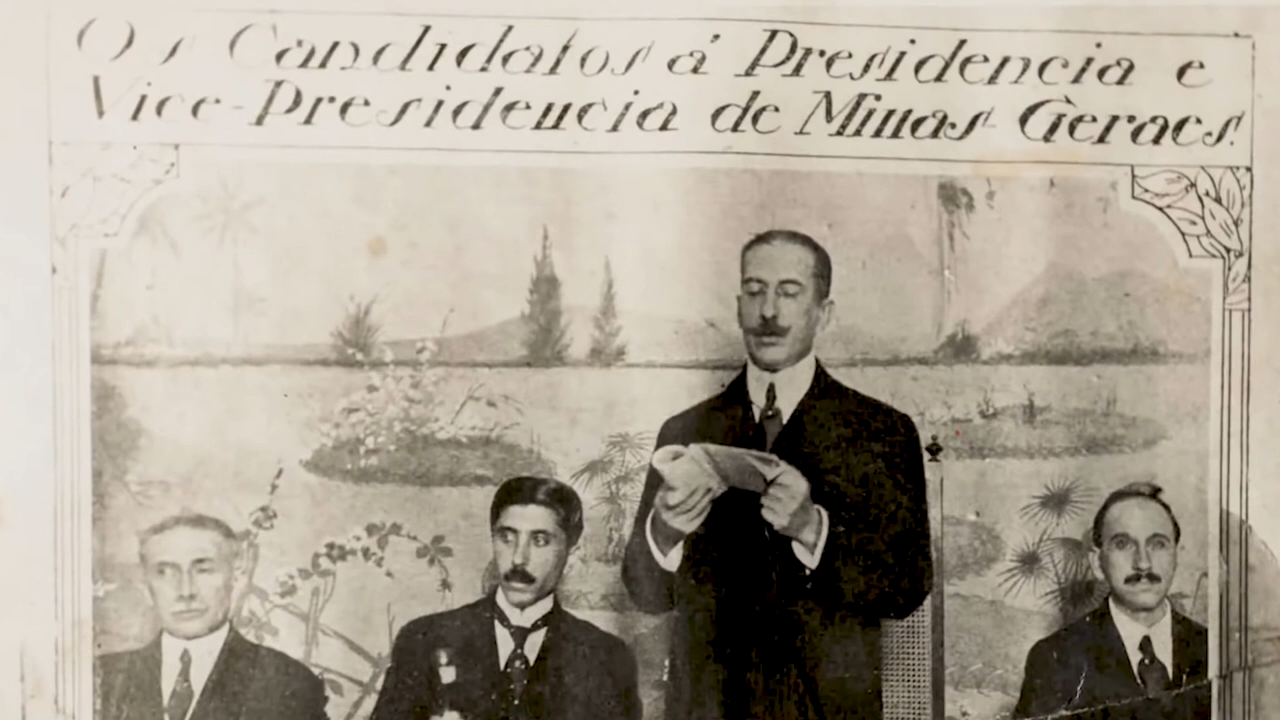 Os Candidatos á Presidencia e
Vice-Presidencia de Minas Geraes.